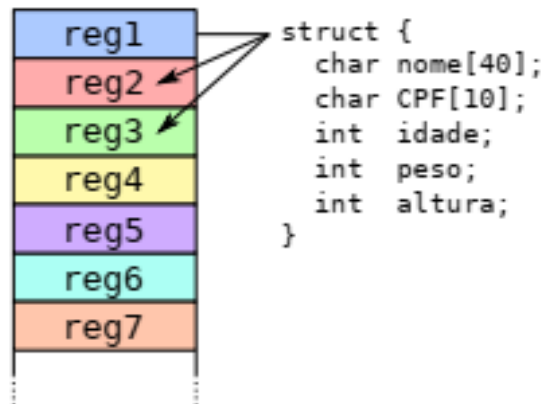 reg1
reg2
reg3
reg4
reg5
reg6
reg7
struct {
  char nome[40];
  char CPF[10];
  int  idade;
  int  peso;
  int  altura;
}